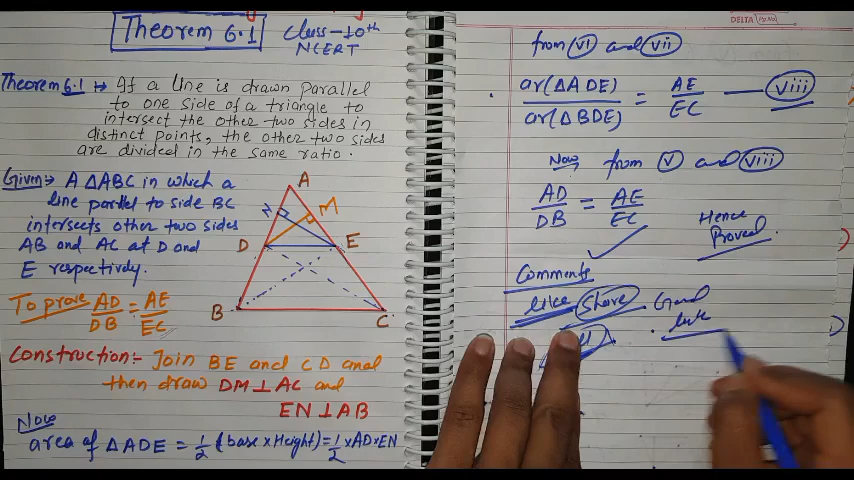 Theorem 6.1
Class-10th
NCERT
Theorem 6.1 → If a line is drawn parallel
to one side of a triangle to
intersect the other two sides in
distinct points, the other two sides
are divided in the same ratio.
Given → A ΔABC in which a
line parllel to side BC
intersects other two sides
AB and AC at D and
E respectively.
To prove AD/DB = AE/EC
A
N
M
D
E
B
C
Construction:- Join BE and CD and
then draw DM ⊥ AC and
EN ⊥ AB
Now
area of ΔADE = 1/2 (base × Height) = 1/2 × AD × EN
DELTA
from (vi) and (vii)
ar(ΔADE)/ar(ΔBDE) = AE/EC — (viii)
Now from (v) and (viii)
AD/DB = AE/EC
Hence
Proved
Comments
like Share Good
luck